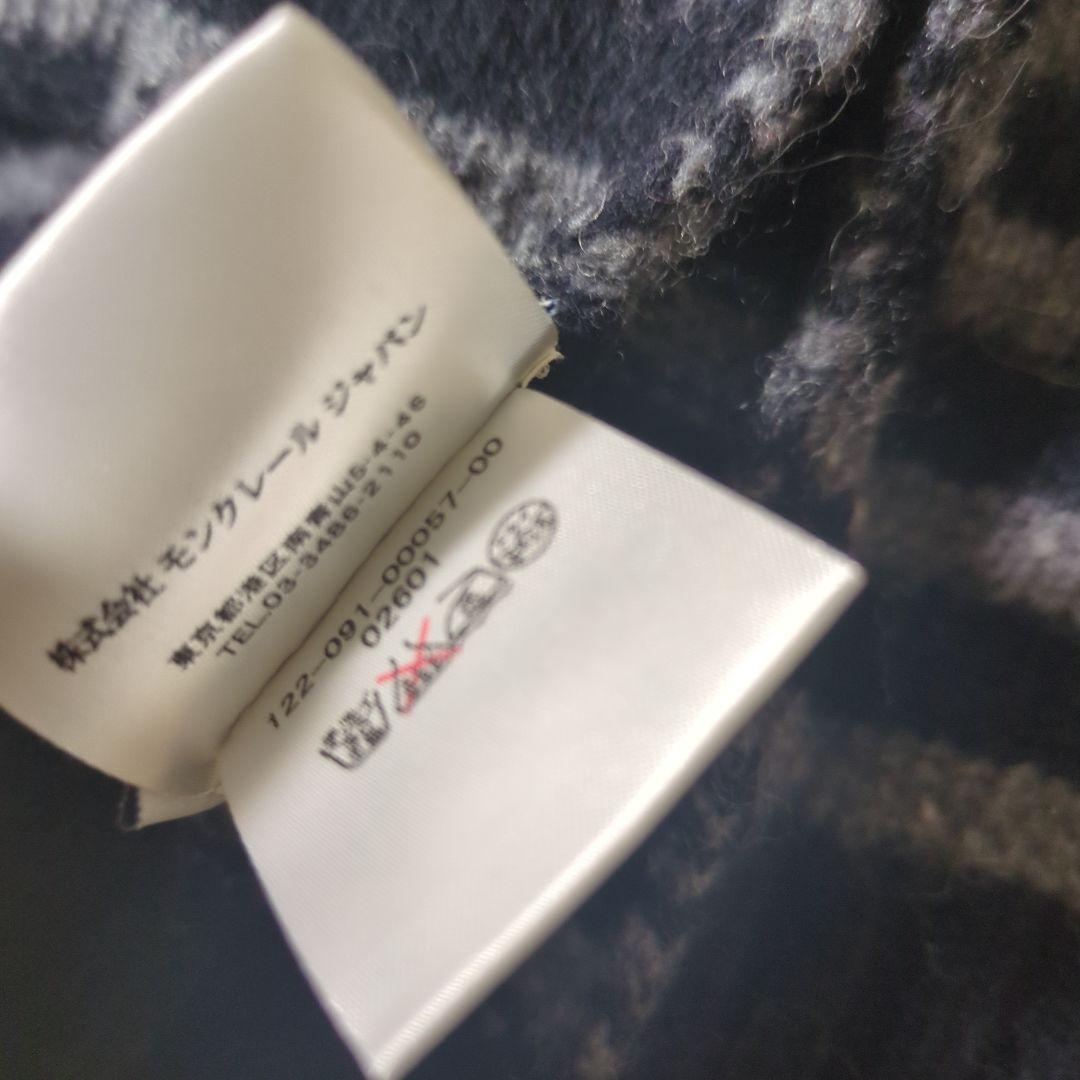 株式会社 モンクレール ジャパン
東京都港区南青山5-4-46
TEL.03-3486-2110
122-091-00057-00
02601